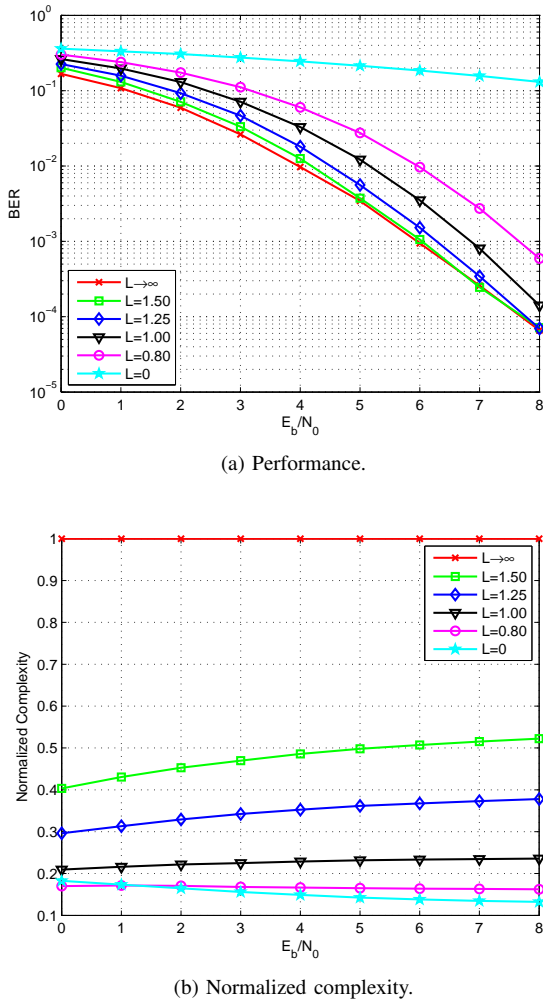 10^0
10^-1
10^-2
10^-3
10^-4
10^-5
BER
L→∞
L=1.50
L=1.25
L=1.00
L=0.80
L=0
0 1 2 3 4 5 6 7 8
E_b/N_0
(a) Performance.
1
0.9
0.8
0.7
0.6
0.5
0.4
0.3
0.2
0.1
Normalized Complexity
L→∞
L=1.50
L=1.25
L=1.00
L=0.80
L=0
0 1 2 3 4 5 6 7 8
E_b/N_0
(b) Normalized complexity.